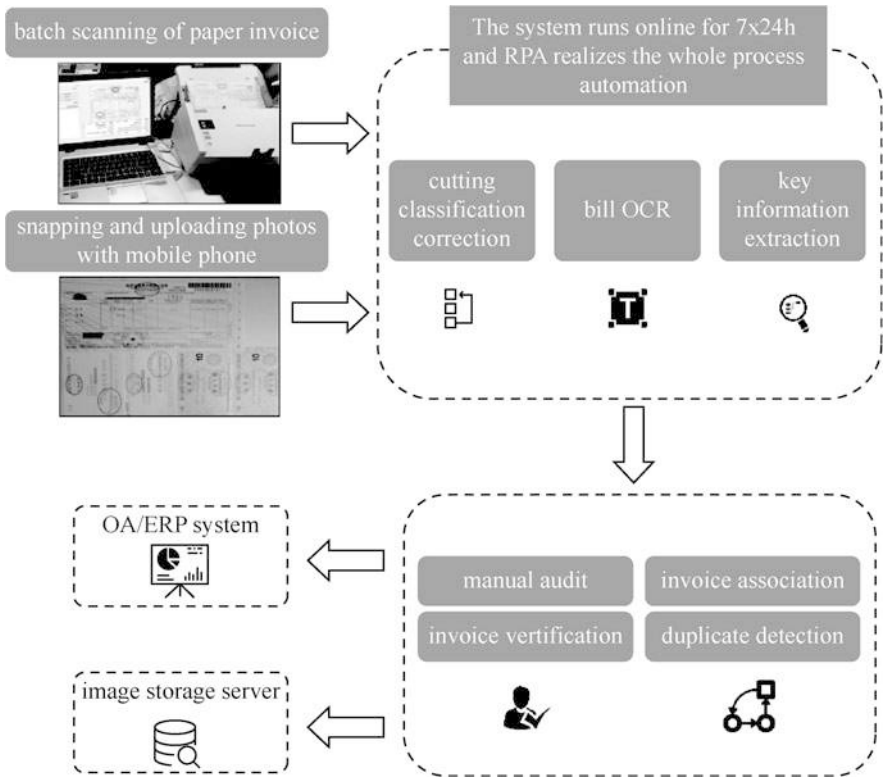 batch scanning of paper invoice
The system runs online for 7x24h
and RPA realizes the whole process
automation
snapping and uploading photos
with mobile phone
cutting
classification
correction
bill OCR
key
information
extraction
T
OA/ERP system
manual audit
invoice association
invoice vertification
duplicate detection
image storage server